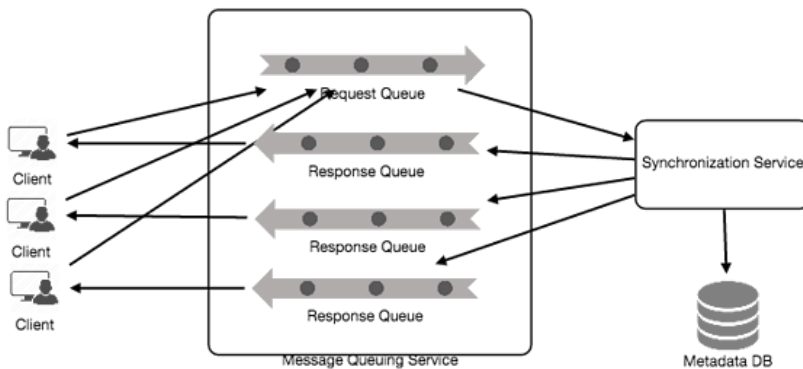 Request Queue
Client
Response Queue
Synchronization Service
Client
Response Queue
Client
Response Queue
Message Queuing Service
Metadata DB